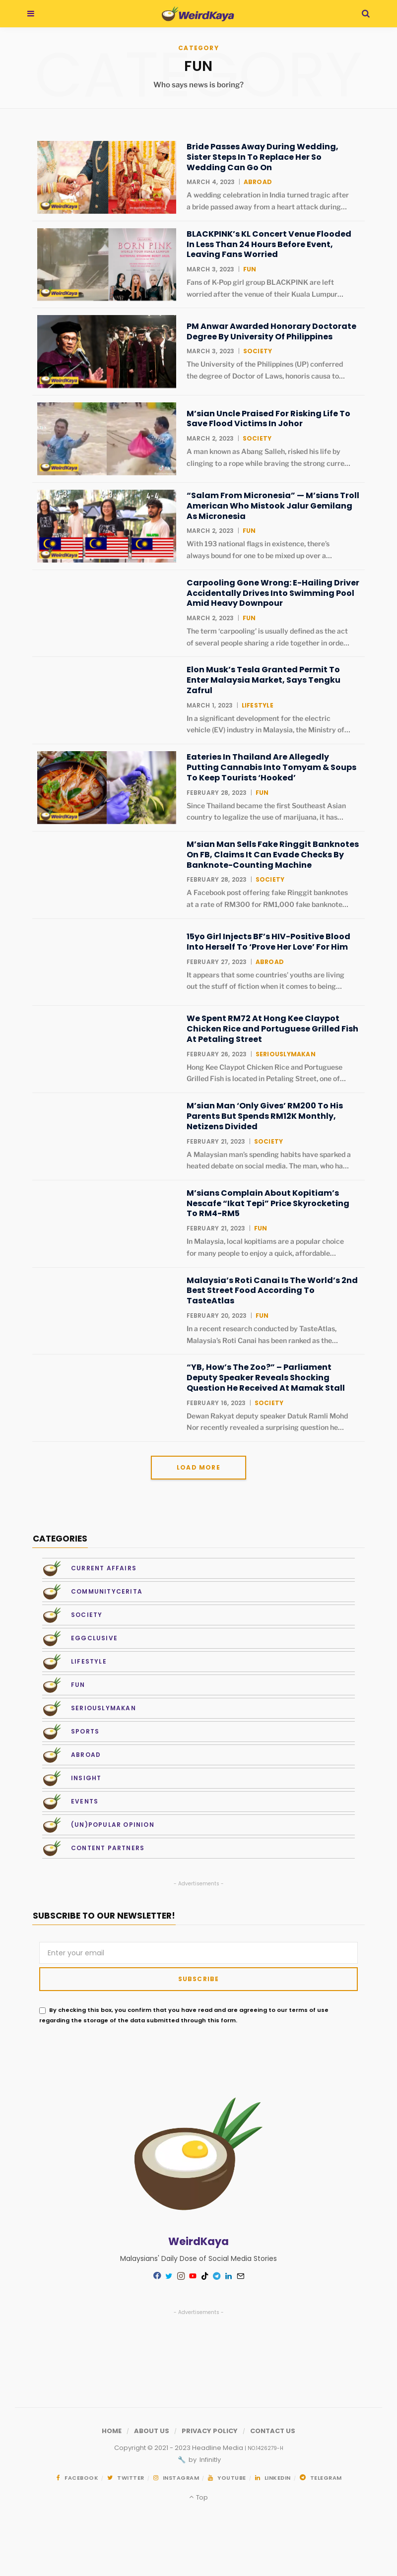 WeirdKaya
CATEGORY
CATEGORY
FUN
Who says news is boring?
Bride Passes Away During Wedding,
Sister Steps In To Replace Her So
Wedding Can Go On
MARCH 4, 2023 | ABROAD
A wedding celebration in India turned tragic after
a bride passed away from a heart attack during...
WeirdKaya
BLACKPINK's KL Concert Venue Flooded
In Less Than 24 Hours Before Event,
Leaving Fans Worried
MARCH 3, 2023 | FUN
Fans of K-Pop girl group BLACKPINK are left
worried after the venue of their Kuala Lumpur...
BORN PINK
WeirdKaya
PM Anwar Awarded Honorary Doctorate
Degree By University Of Philippines
MARCH 3, 2023 | SOCIETY
The University of the Philippines (UP) conferred
the degree of Doctor of Laws, honoris causa to...
WeirdKaya
M'sian Uncle Praised For Risking Life To
Save Flood Victims In Johor
MARCH 2, 2023 | SOCIETY
A man known as Abang Salleh, risked his life by
clinging to a rope while braving the strong curre...
WeirdKaya
“Salam From Micronesia” — M'sians Troll
American Who Mistook Jalur Gemilang
As Micronesia
MARCH 2, 2023 | FUN
With 193 national flags in existence, there's
always bound for one to be mixed up over a...
WeirdKaya
Carpooling Gone Wrong: E-Hailing Driver
Accidentally Drives Into Swimming Pool
Amid Heavy Downpour
MARCH 2, 2023 | FUN
The term ‘carpooling’ is usually defined as the act
of several people sharing a ride together in orde...
Elon Musk's Tesla Granted Permit To
Enter Malaysia Market, Says Tengku
Zafrul
MARCH 1, 2023 | LIFESTYLE
In a significant development for the electric
vehicle (EV) industry in Malaysia, the Ministry of...
Eateries In Thailand Are Allegedly
Putting Cannabis Into Tomyam & Soups
To Keep Tourists ‘Hooked’
FEBRUARY 28, 2023 | FUN
Since Thailand became the first Southeast Asian
country to legalize the use of marijuana, it has...
WeirdKaya
M'sian Man Sells Fake Ringgit Banknotes
On FB, Claims It Can Evade Checks By
Banknote-Counting Machine
FEBRUARY 28, 2023 | SOCIETY
A Facebook post offering fake Ringgit banknotes
at a rate of RM300 for RM1,000 fake banknote...
15yo Girl Injects BF's HIV-Positive Blood
Into Herself To ‘Prove Her Love’ For Him
FEBRUARY 27, 2023 | ABROAD
It appears that some countries' youths are living
out the stuff of fiction when it comes to being...
We Spent RM72 At Hong Kee Claypot
Chicken Rice and Portuguese Grilled Fish
At Petaling Street
FEBRUARY 26, 2023 | SERIOUSLYMAKAN
Hong Kee Claypot Chicken Rice and Portuguese
Grilled Fish is located in Petaling Street, one of...
M'sian Man ‘Only Gives’ RM200 To His
Parents But Spends RM12K Monthly,
Netizens Divided
FEBRUARY 21, 2023 | SOCIETY
A Malaysian man's spending habits have sparked a
heated debate on social media. The man, who ha...
M'sians Complain About Kopitiam's
Nescafe “Ikat Tepi” Price Skyrocketing
To RM4-RM5
FEBRUARY 21, 2023 | FUN
In Malaysia, local kopitiams are a popular choice
for many people to enjoy a quick, affordable...
Malaysia's Roti Canai Is The World's 2nd
Best Street Food According To
TasteAtlas
FEBRUARY 20, 2023 | FUN
In a recent research conducted by TasteAtlas,
Malaysia's Roti Canai has been ranked as the...
“YB, How's The Zoo?” – Parliament
Deputy Speaker Reveals Shocking
Question He Received At Mamak Stall
FEBRUARY 16, 2023 | SOCIETY
Dewan Rakyat deputy speaker Datuk Ramli Mohd
Nor recently revealed a surprising question he...
LOAD MORE
CATEGORIES
CURRENT AFFAIRS
COMMUNITYCERITA
SOCIETY
EGGCLUSIVE
LIFESTYLE
FUN
SERIOUSLYMAKAN
SPORTS
ABROAD
INSIGHT
EVENTS
(UN)POPULAR OPINION
CONTENT PARTNERS
- Advertisements -
SUBSCRIBE TO OUR NEWSLETTER!
Enter your email
SUBSCRIBE
By checking this box, you confirm that you have read and are agreeing to our terms of use
regarding the storage of the data submitted through this form.
WeirdKaya
Malaysians' Daily Dose of Social Media Stories
- Advertisements -
HOME / ABOUT US / PRIVACY POLICY / CONTACT US
Copyright © 2021 - 2023 Headline Media | NO.1426279-H
by Infinitly
FACEBOOK / TWITTER / INSTAGRAM / YOUTUBE / LINKEDIN / TELEGRAM
Top